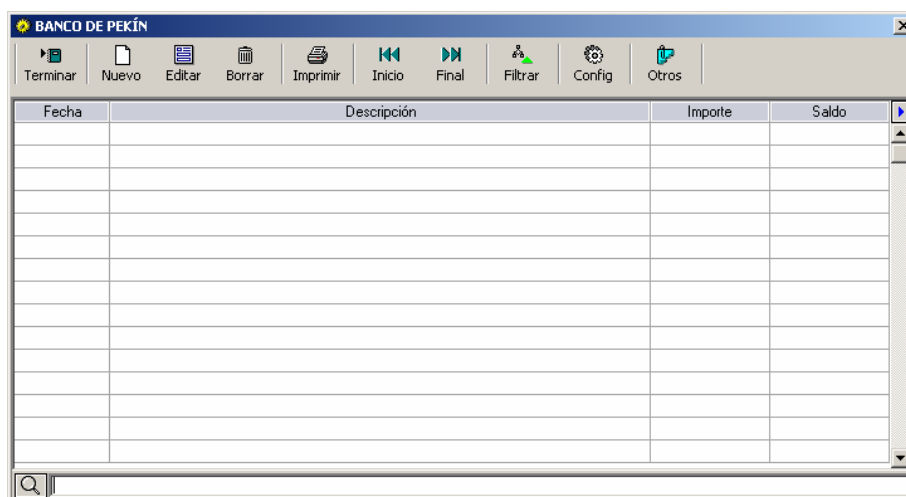 BANCO DE PEKÍN
Terminar Nuevo Editar Borrar Imprimir Inicio Final Filtrar Config Otros
Fecha Descripción Importe Saldo